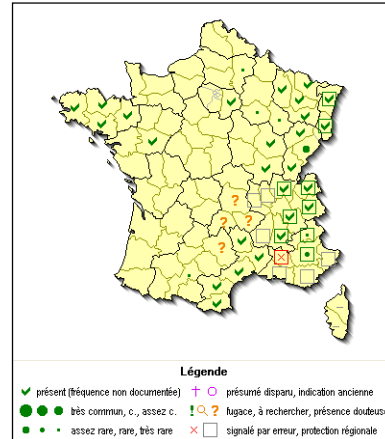 Légende
présent (fréquence non documentée) présumé disparu, indication ancienne
très commun, c., assez c. fugace, à rechercher, présence douteuse
assez rare, rare, très rare signalé par erreur, protection régionale